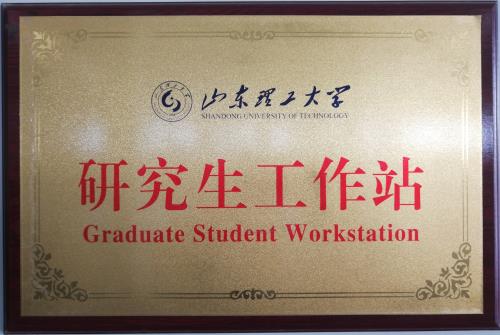 山东理工大学
SHANDONG UNIVERSITY OF TECHNOLOGY
研究生工作站
Graduate Student Workstation